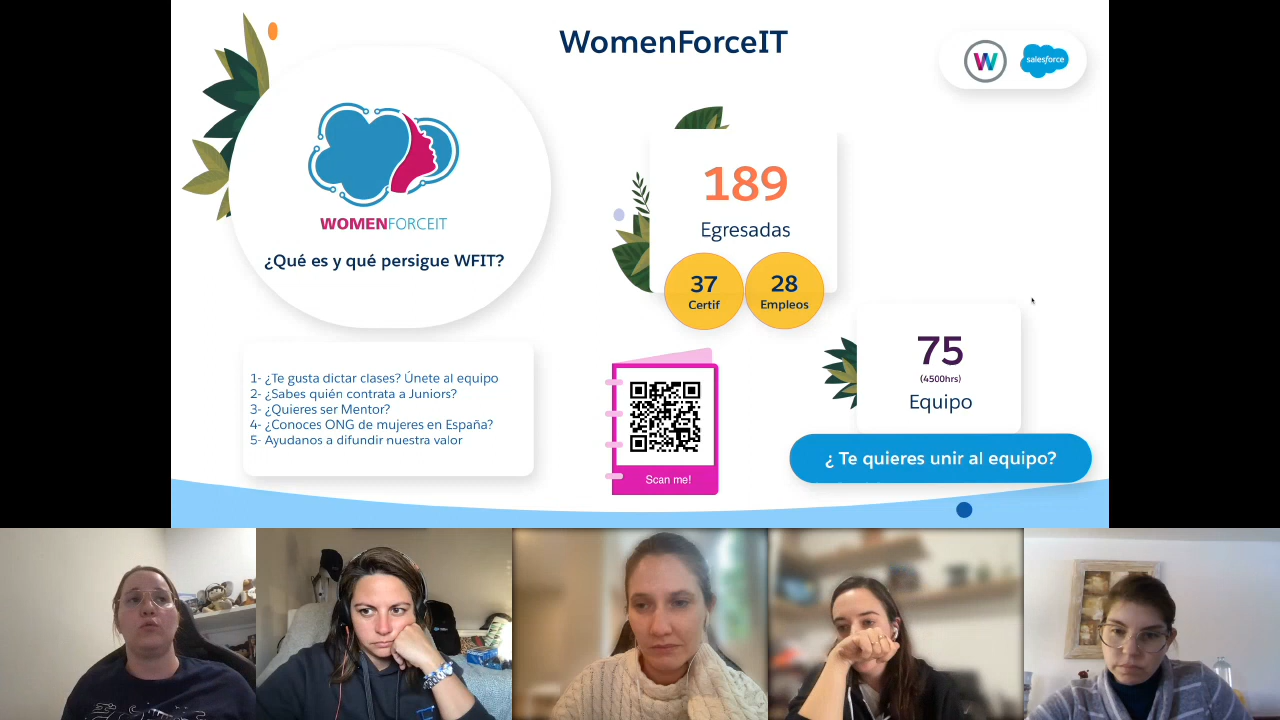 WomenForceIT
W
salesforce
WOMENFORCEIT
¿Qué es y qué persigue WFIT?
189
Egresadas
37
Certif
28
Empleos
1- ¿Te gusta dictar clases? Únete al equipo
2- ¿Sabes quién contrata a Juniors?
3- ¿Quieres ser Mentor?
4- ¿Conoces ONG de mujeres en España?
5- Ayudanos a difundir nuestra valor
Scan me!
75
(4500hrs)
Equipo
¿ Te quieres unir al equipo?